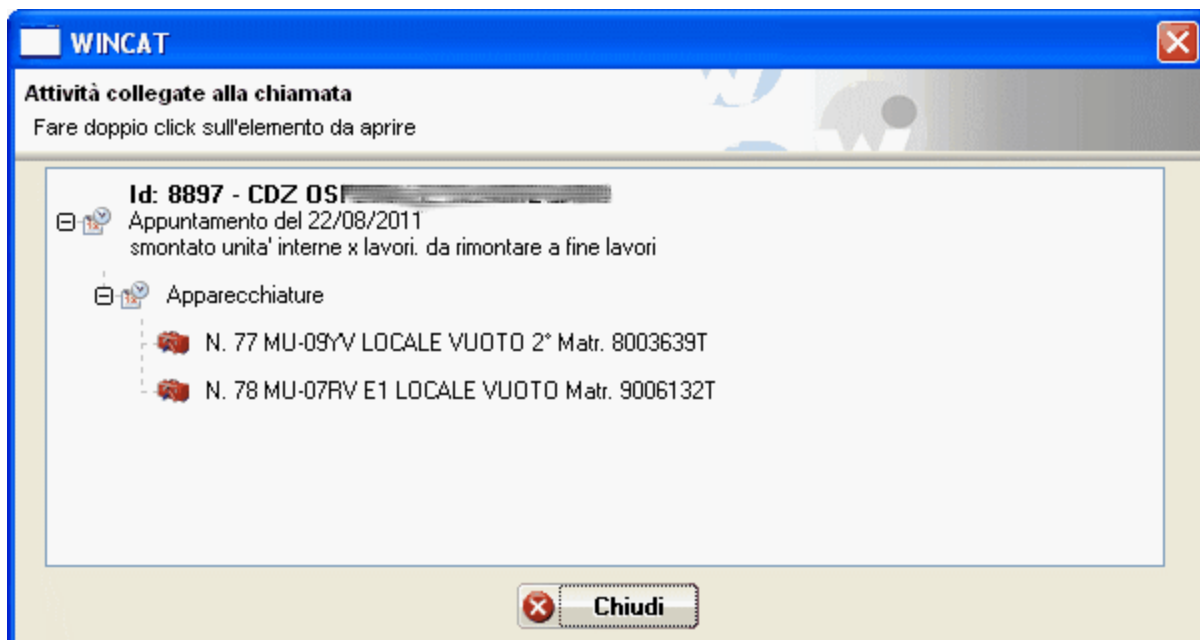 WINCAT
Attività collegate alla chiamata
Fare doppio click sull'elemento da aprire
Id: 8897 - CDZ
Appuntamento del 22/08/2011
smontato unita' interne x lavori. da rimontare a fine lavori
Apparecchiature
N. 77 MU-09YV LOCALE VUOTO 2° Matr. 8003639T
N. 78 MU-07RV E1 LOCALE VUOTO Matr. 9006132T
Chiudi